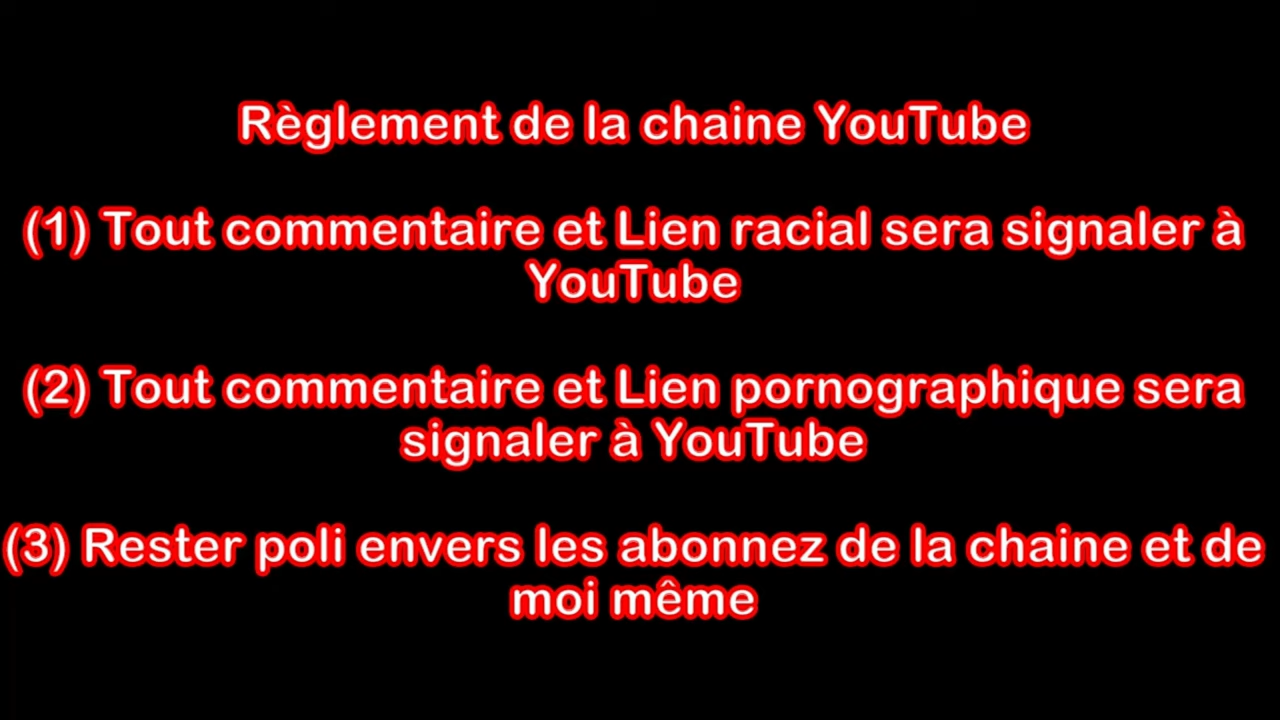 Règlement de la chaine YouTube
(1) Tout commentaire et Lien racial sera signaler à
YouTube
(2) Tout commentaire et Lien pornographique sera
signaler à YouTube
(3) Rester poli envers les abonnez de la chaine et de
moi même